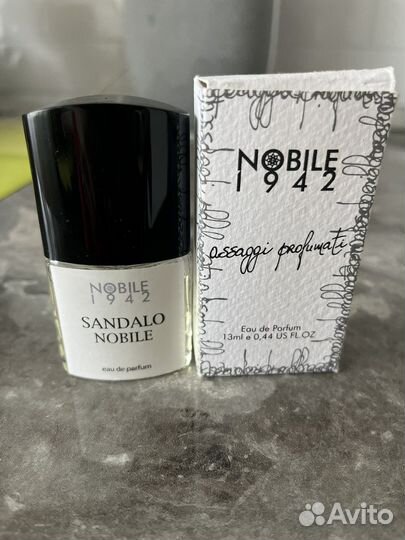 NOBILE
1942
SANDALO
NOBILE
eau de parfum
NOBILE
1942
assaggi profumati
Eau de Parfum
13ml e 0,44 US FL.OZ
Avito